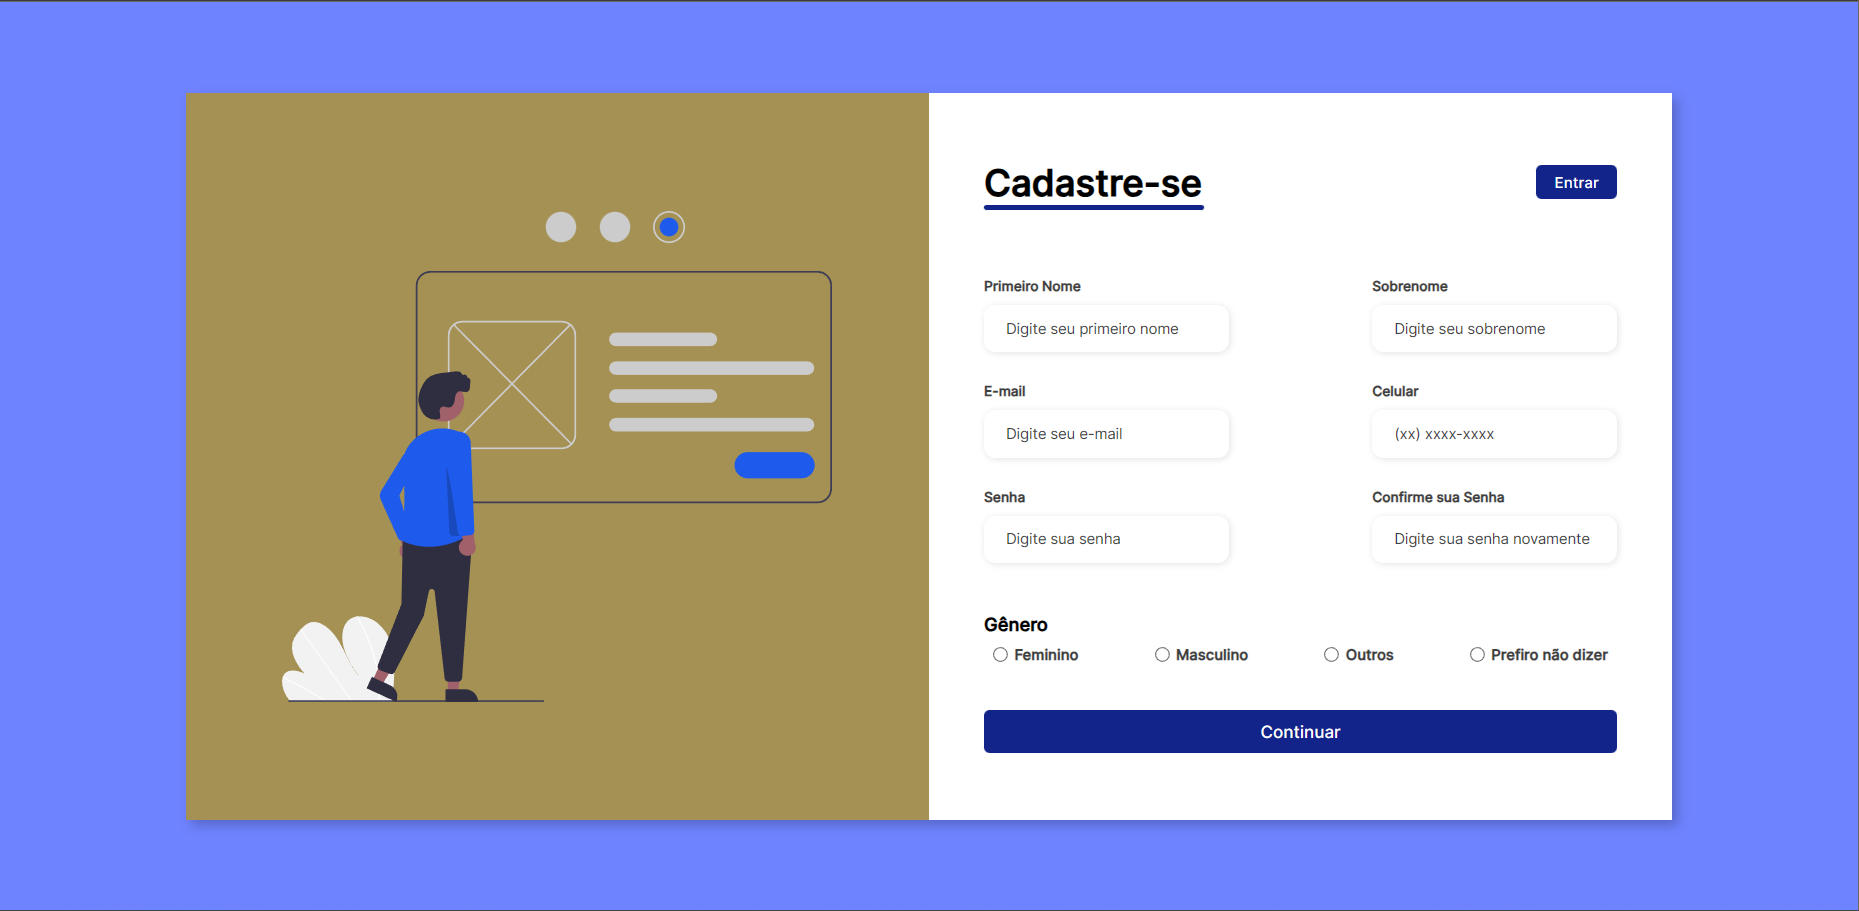 Cadastre-se
Entrar
Primeiro Nome
Sobrenome
Digite seu primeiro nome
Digite seu sobrenome
E-mail
Celular
Digite seu e-mail
(xx) xxxx-xxxx
Senha
Confirme sua Senha
Digite sua senha
Digite sua senha novamente
Gênero
Feminino
Masculino
Outros
Prefiro não dizer
Continuar